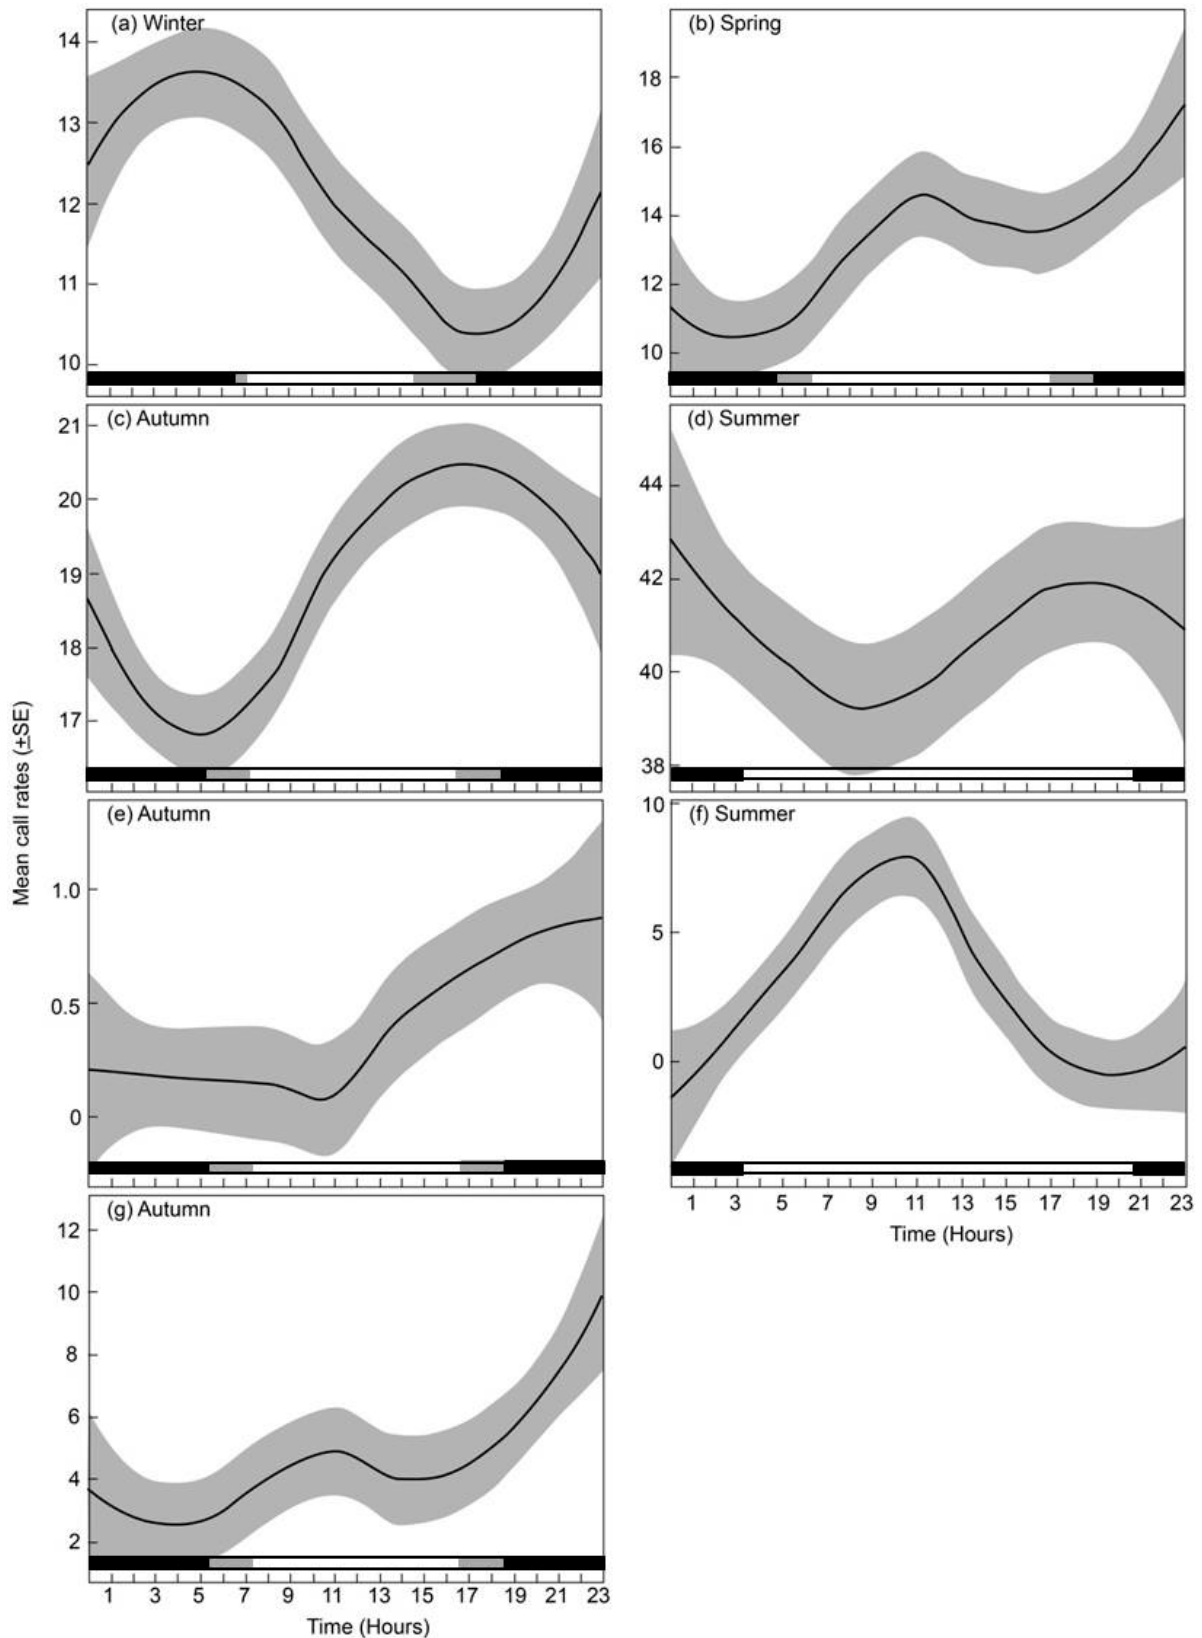 (a) Winter
14
13
12
11
10
(b) Spring
18
16
14
12
10
(c) Autumn
21
20
19
18
17
(d) Summer
44
42
40
38
Mean call rates (±SE)
(e) Autumn
1.0
0.5
0
(f) Summer
10
5
0
1 3 5 7 9 11 13 15 17 19 21 23
Time (Hours)
(g) Autumn
12
10
8
6
4
2
1 3 5 7 9 11 13 15 17 19 21 23
Time (Hours)